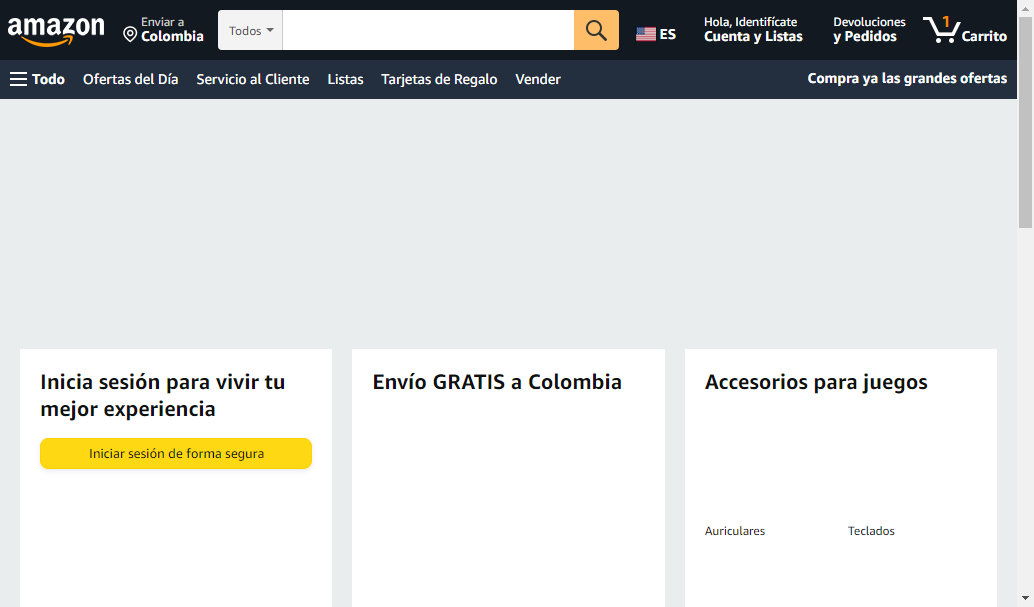 amazon
Enviar a
Colombia
Todos
ES
Hola, Identifícate
Cuenta y Listas
Devoluciones
y Pedidos
1
Carrito
Todo
Ofertas del Día
Servicio al Cliente
Listas
Tarjetas de Regalo
Vender
Compra ya las grandes ofertas
Inicia sesión para vivir tu
mejor experiencia
Iniciar sesión de forma segura
Envío GRATIS a Colombia
Accesorios para juegos
Auriculares
Teclados